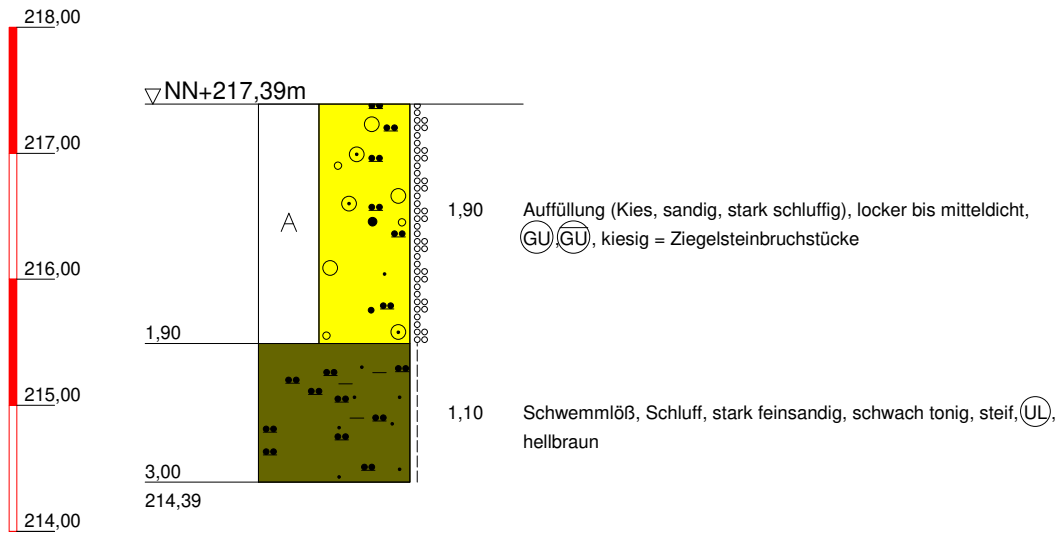 218,00
NN+217,39m
217,00
A
1,90 Auffüllung (Kies, sandig, stark schluffig), locker bis mitteldicht,
GU, G̅U̅, kiesig = Ziegelsteinbruchstücke
216,00
1,90
215,00
1,10 Schwemmlöß, Schluff, stark feinsandig, schwach tonig, steif, UL,
hellbraun
3,00
214,39
214,00